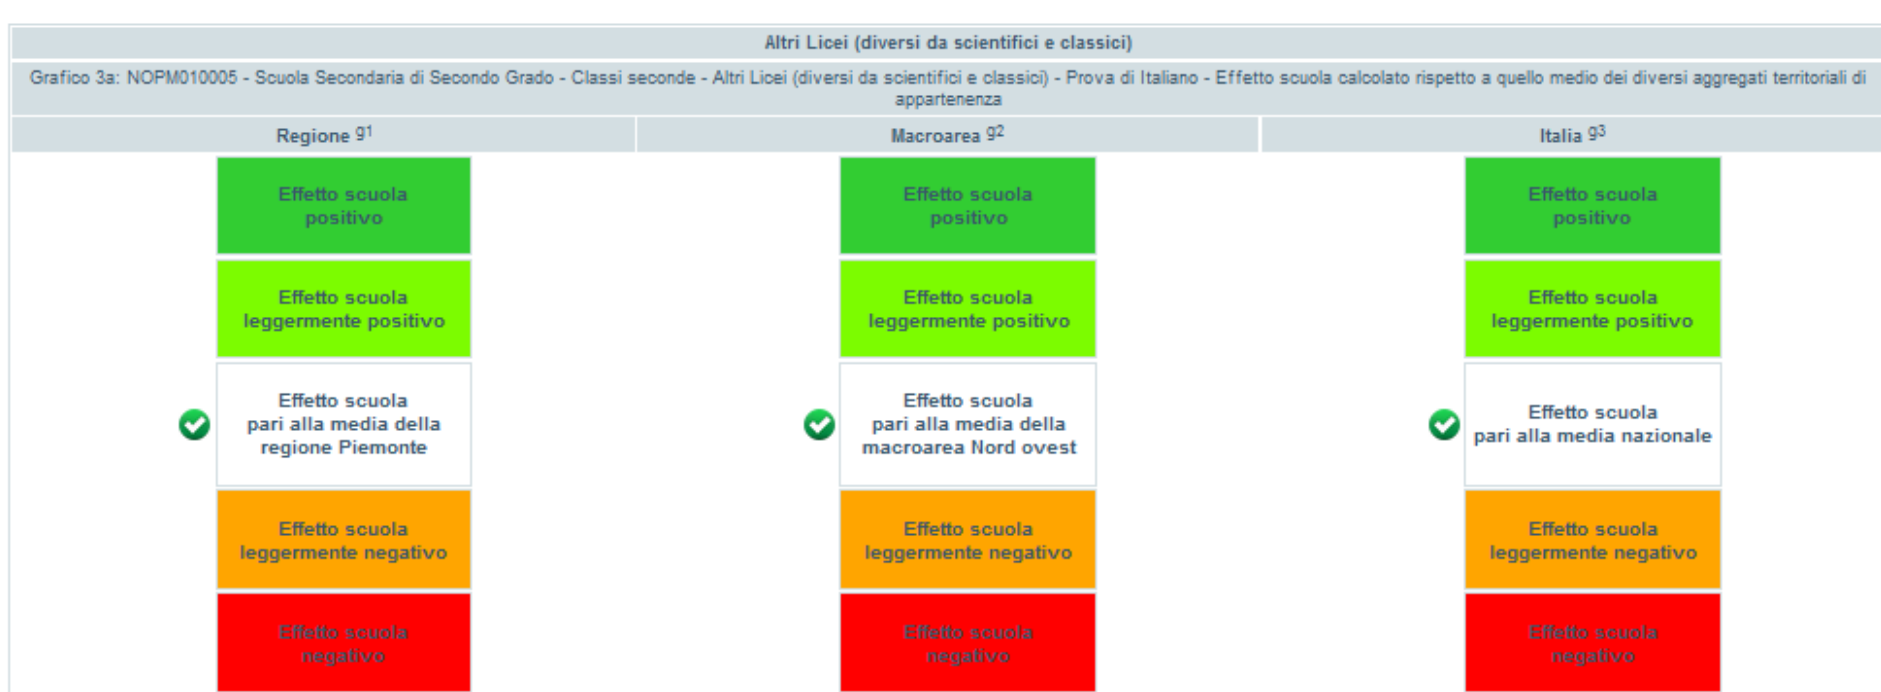 Altri Licei (diversi da scientifici e classici)
Grafico 3a: NOPM010005 - Scuola Secondaria di Secondo Grado - Classi seconde - Altri Licei (diversi da scientifici e classici) - Prova di Italiano - Effetto scuola calcolato rispetto a quello medio dei diversi aggregati territoriali di
appartenenza
Regione g1
Macroarea g2
Italia g3
Effetto scuola
positivo
Effetto scuola
positivo
Effetto scuola
positivo
Effetto scuola
leggermente positivo
Effetto scuola
leggermente positivo
Effetto scuola
leggermente positivo
Effetto scuola
pari alla media della
regione Piemonte
Effetto scuola
pari alla media della
macroarea Nord ovest
Effetto scuola
pari alla media nazionale
Effetto scuola
leggermente negativo
Effetto scuola
leggermente negativo
Effetto scuola
leggermente negativo
Effetto scuola
negativo
Effetto scuola
negativo
Effetto scuola
negativo